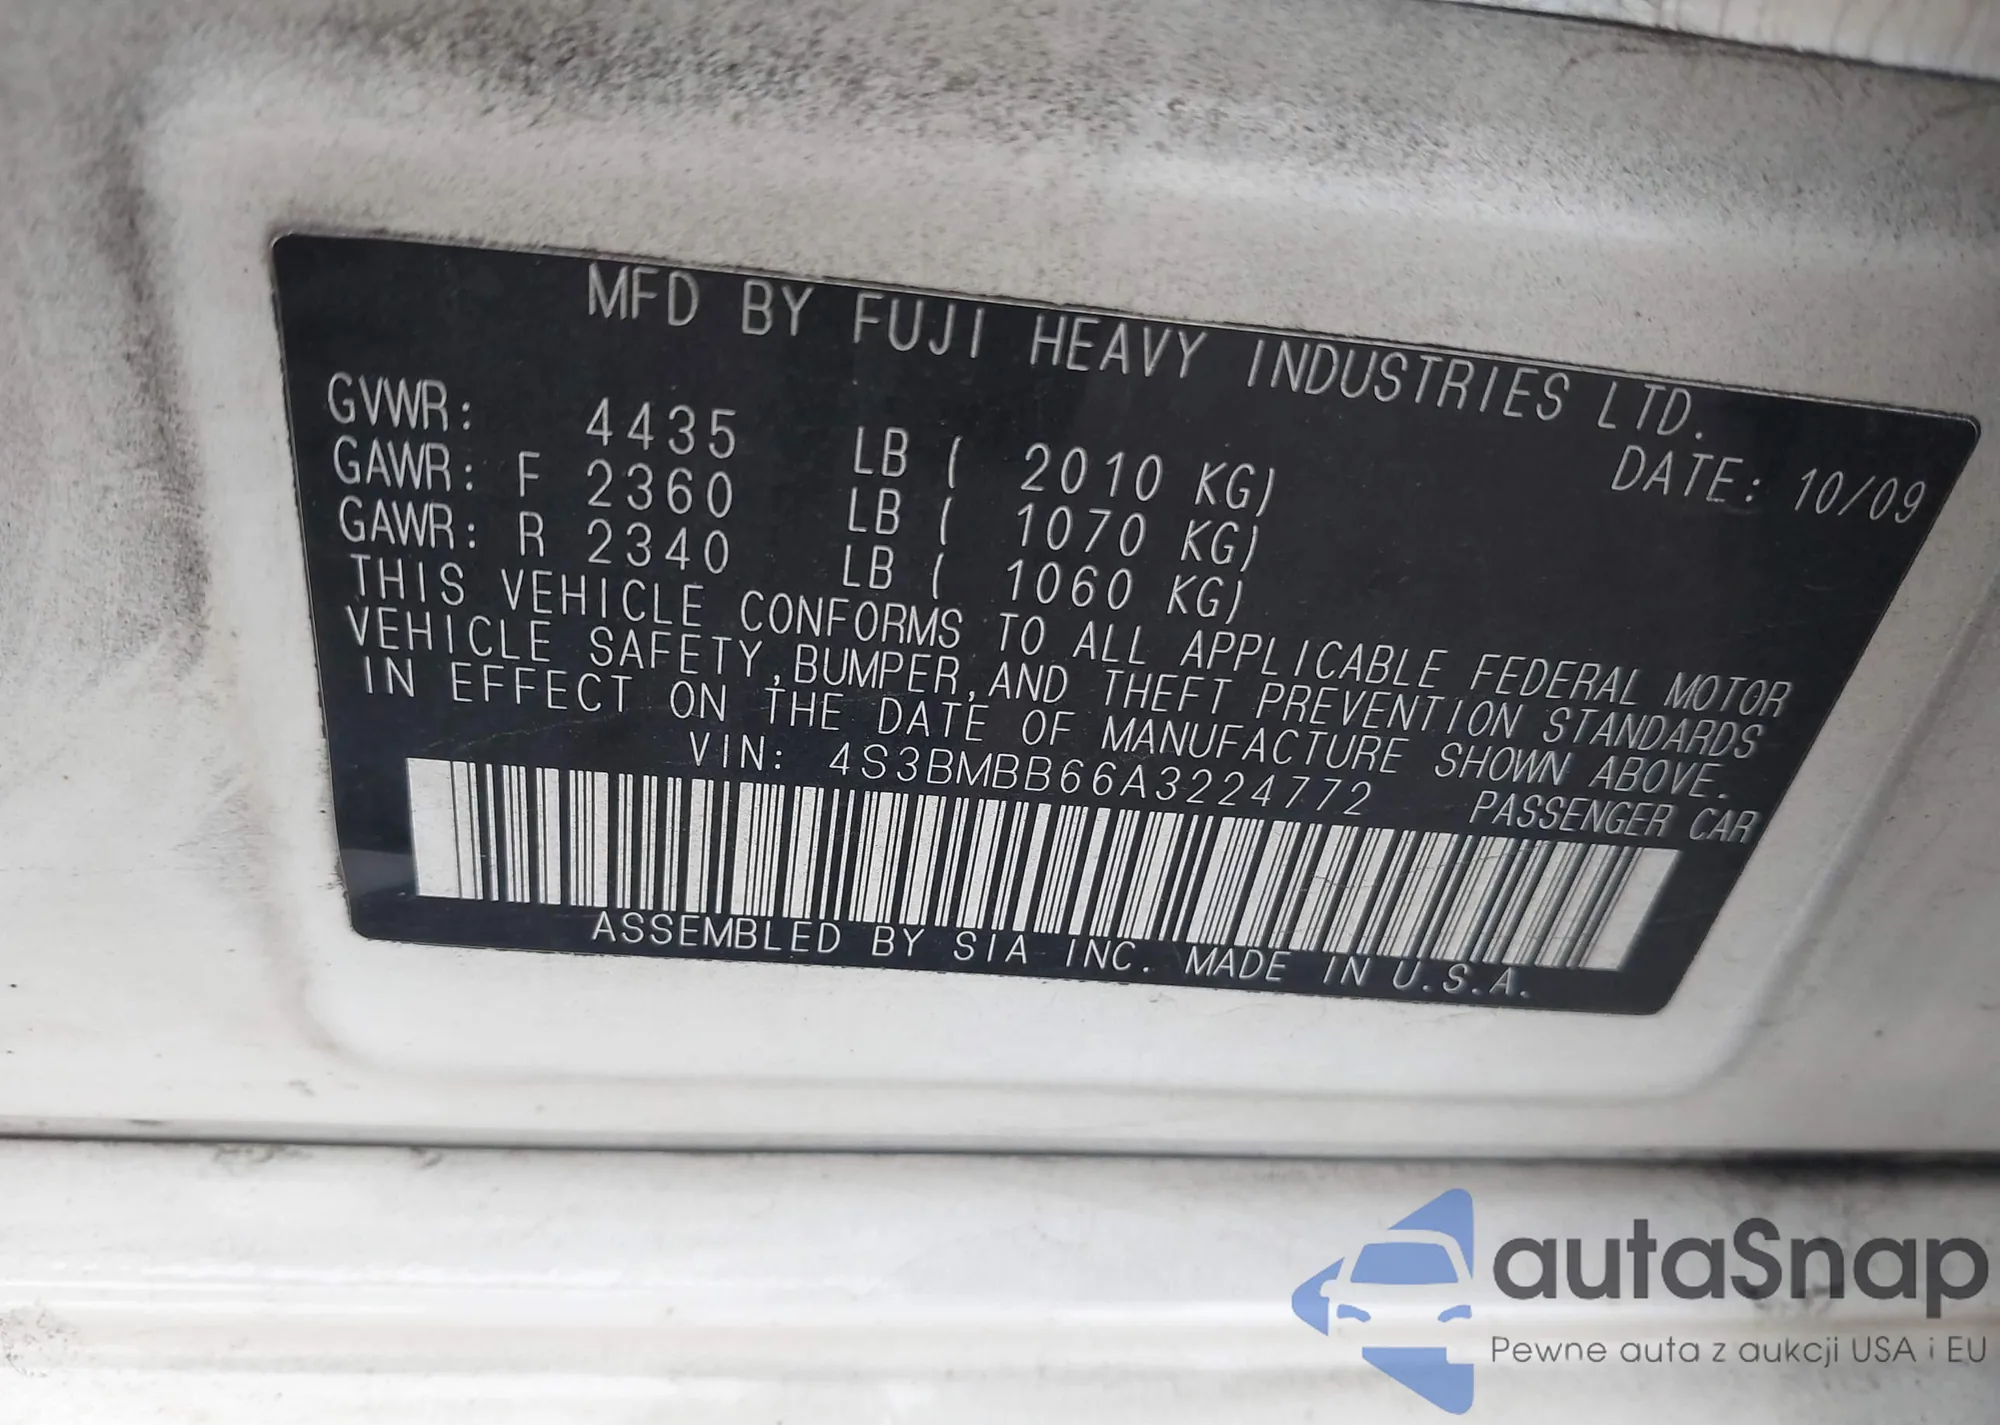 MFD BY FUJI HEAVY INDUSTRIES LTD.
DATE: 10/09
GVWR: 4435 LB ( 2010 KG)
GAWR: F 2360 LB ( 1070 KG)
GAWR: R 2340 LB ( 1060 KG)
THIS VEHICLE CONFORMS TO ALL APPLICABLE FEDERAL MOTOR
VEHICLE SAFETY,BUMPER,AND THEFT PREVENTION STANDARDS
IN EFFECT ON THE DATE OF MANUFACTURE SHOWN ABOVE.
VIN: 4S3BMBB66A3224772 PASSENGER CAR
ASSEMBLED BY SIA INC. MADE IN U.S.A.
autaSnap
Pewne auta z aukcji USA i EU